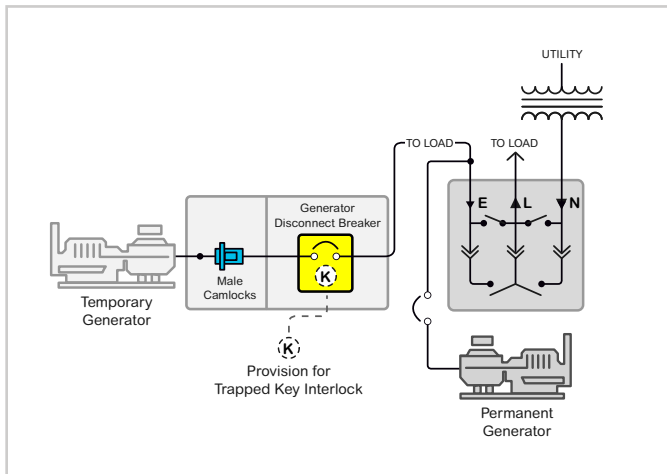 UTILITY
TO LOAD
TO LOAD
E
L
N
Generator
Disconnect Breaker
K
Male
Camlocks
Temporary
Generator
K
Provision for
Trapped Key Interlock
Permanent
Generator